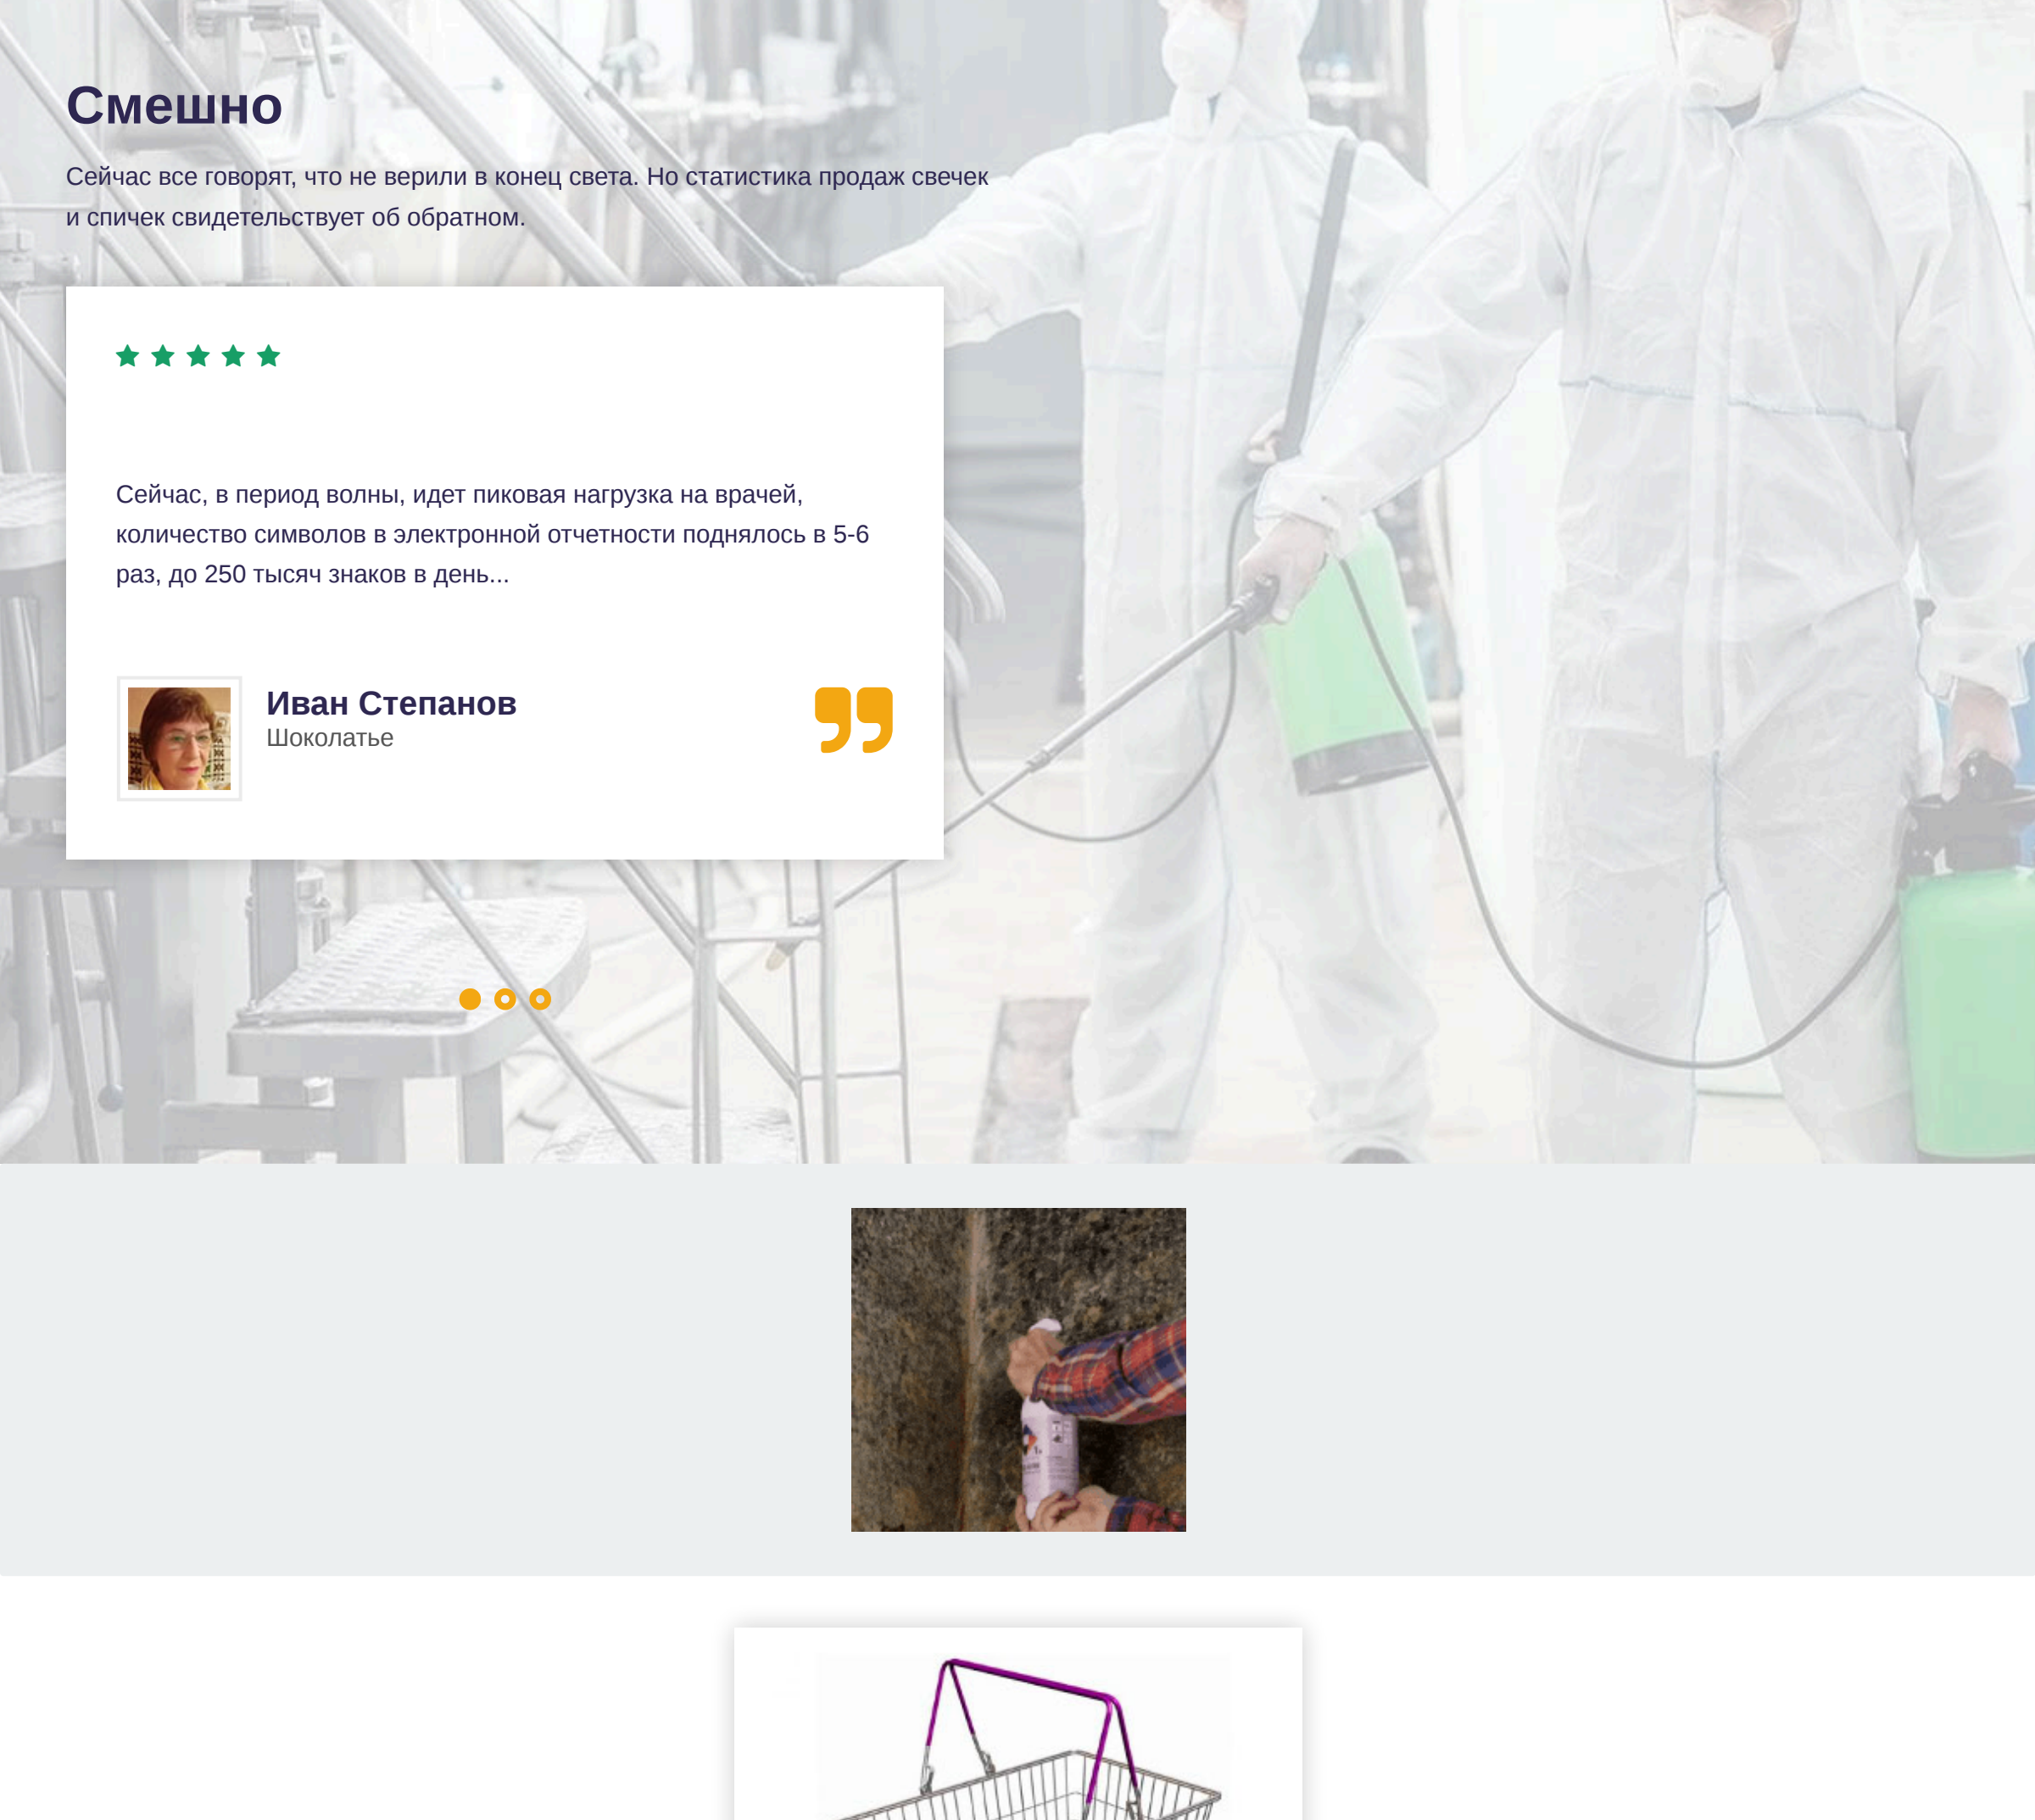 Смешно
Сейчас все говорят, что не верили в конец света. Но статистика продаж свечек
и спичек свидетельствует об обратном.
Сейчас, в период волны, идет пиковая нагрузка на врачей,
количество символов в электронной отчетности поднялось в 5-6
раз, до 250 тысяч знаков в день...
Иван Степанов
Шоколатье